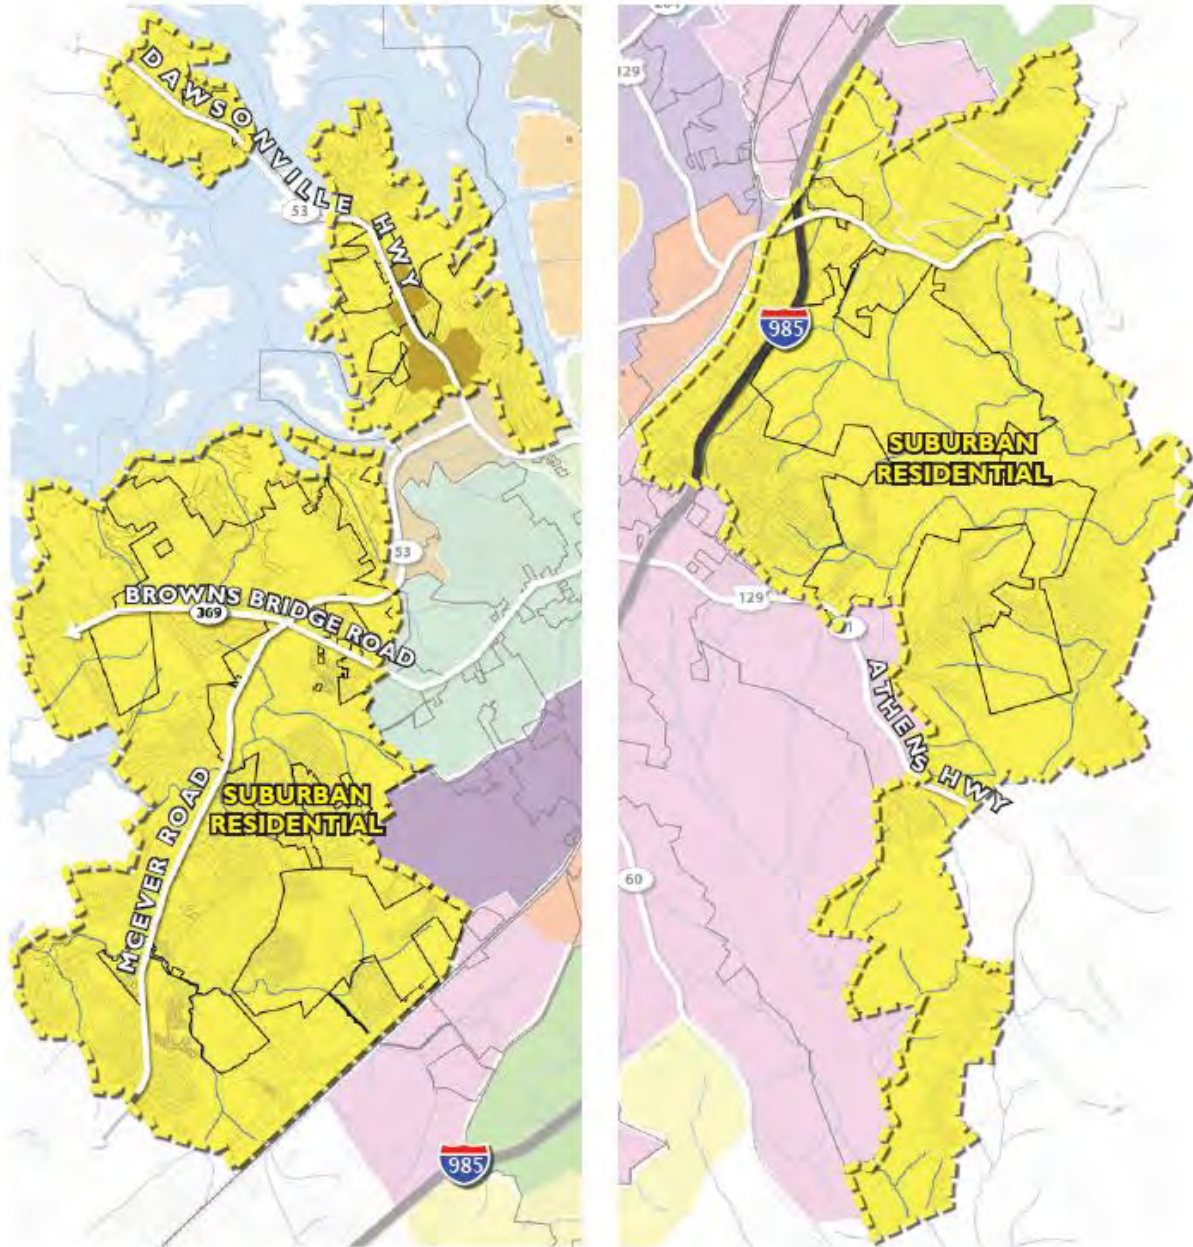 DAWSONVILLE HWY
53
53
BROWNS BRIDGE ROAD
369
MCEVER ROAD
SUBURBAN
RESIDENTIAL
985
129
985
SUBURBAN
RESIDENTIAL
129
ATHENS HWY
60